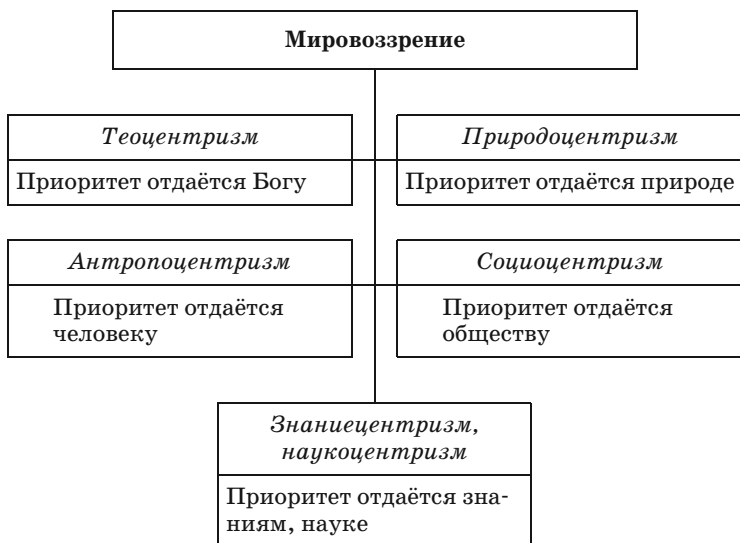 Мировоззрение
Теоцентризм
Приоритет отдаётся Богу
Природоцентризм
Приоритет отдаётся природе
Антропоцентризм
Приоритет отдаётся
человеку
Социоцентризм
Приоритет отдаётся
обществу
Знаниецентризм,
наукоцентризм
Приоритет отдаётся зна-
ниям, науке